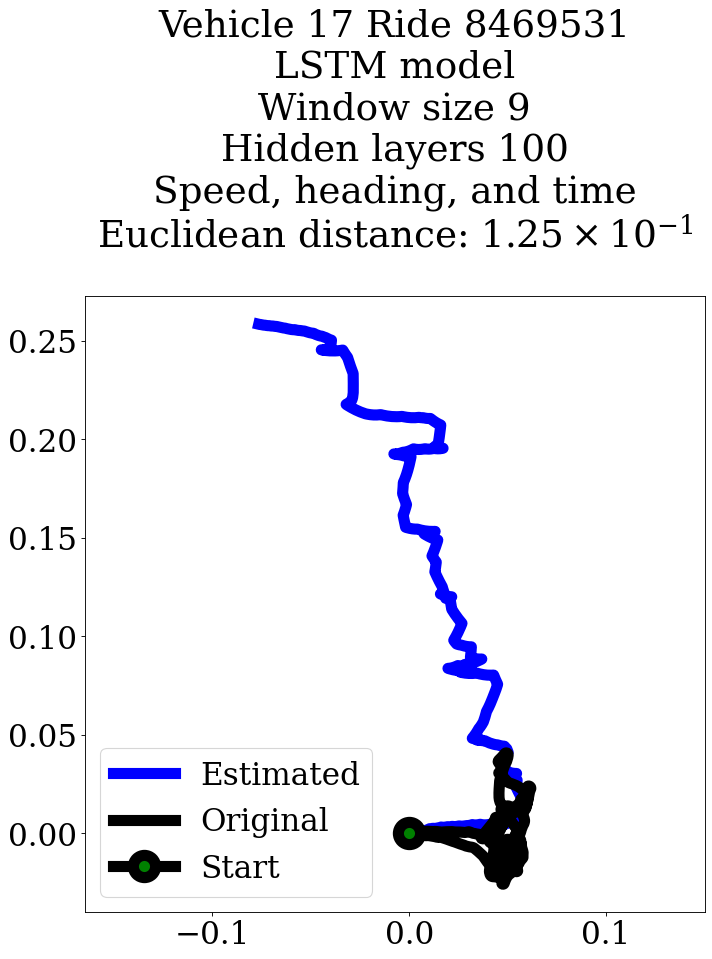 Vehicle 17 Ride 8469531
LSTM model
Window size 9
Hidden layers 100
Speed, heading, and time
Euclidean distance: 1.25 × 10⁻¹
0.25
0.20
0.15
0.10
0.05
0.00
Estimated
Original
Start
−0.1 0.0 0.1